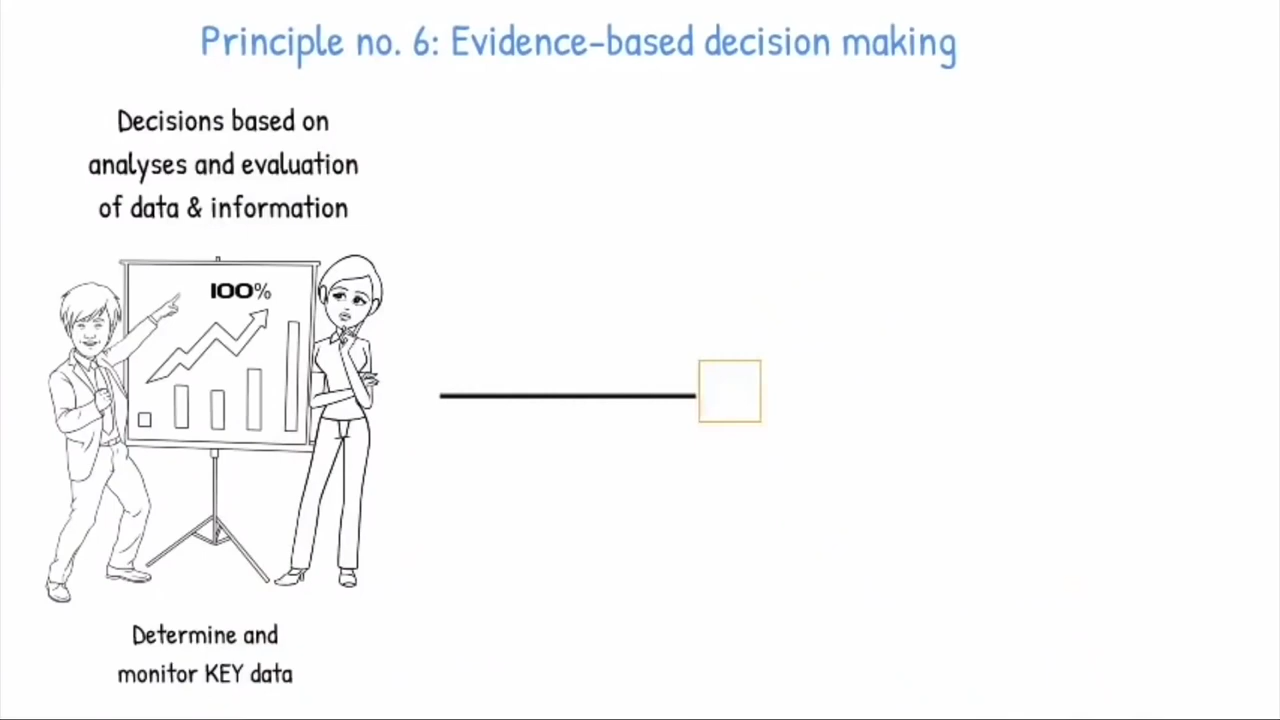 Principle no. 6: Evidence-based decision making
Decisions based on
analyses and evaluation
of data & information
100%
Determine and
monitor KEY data